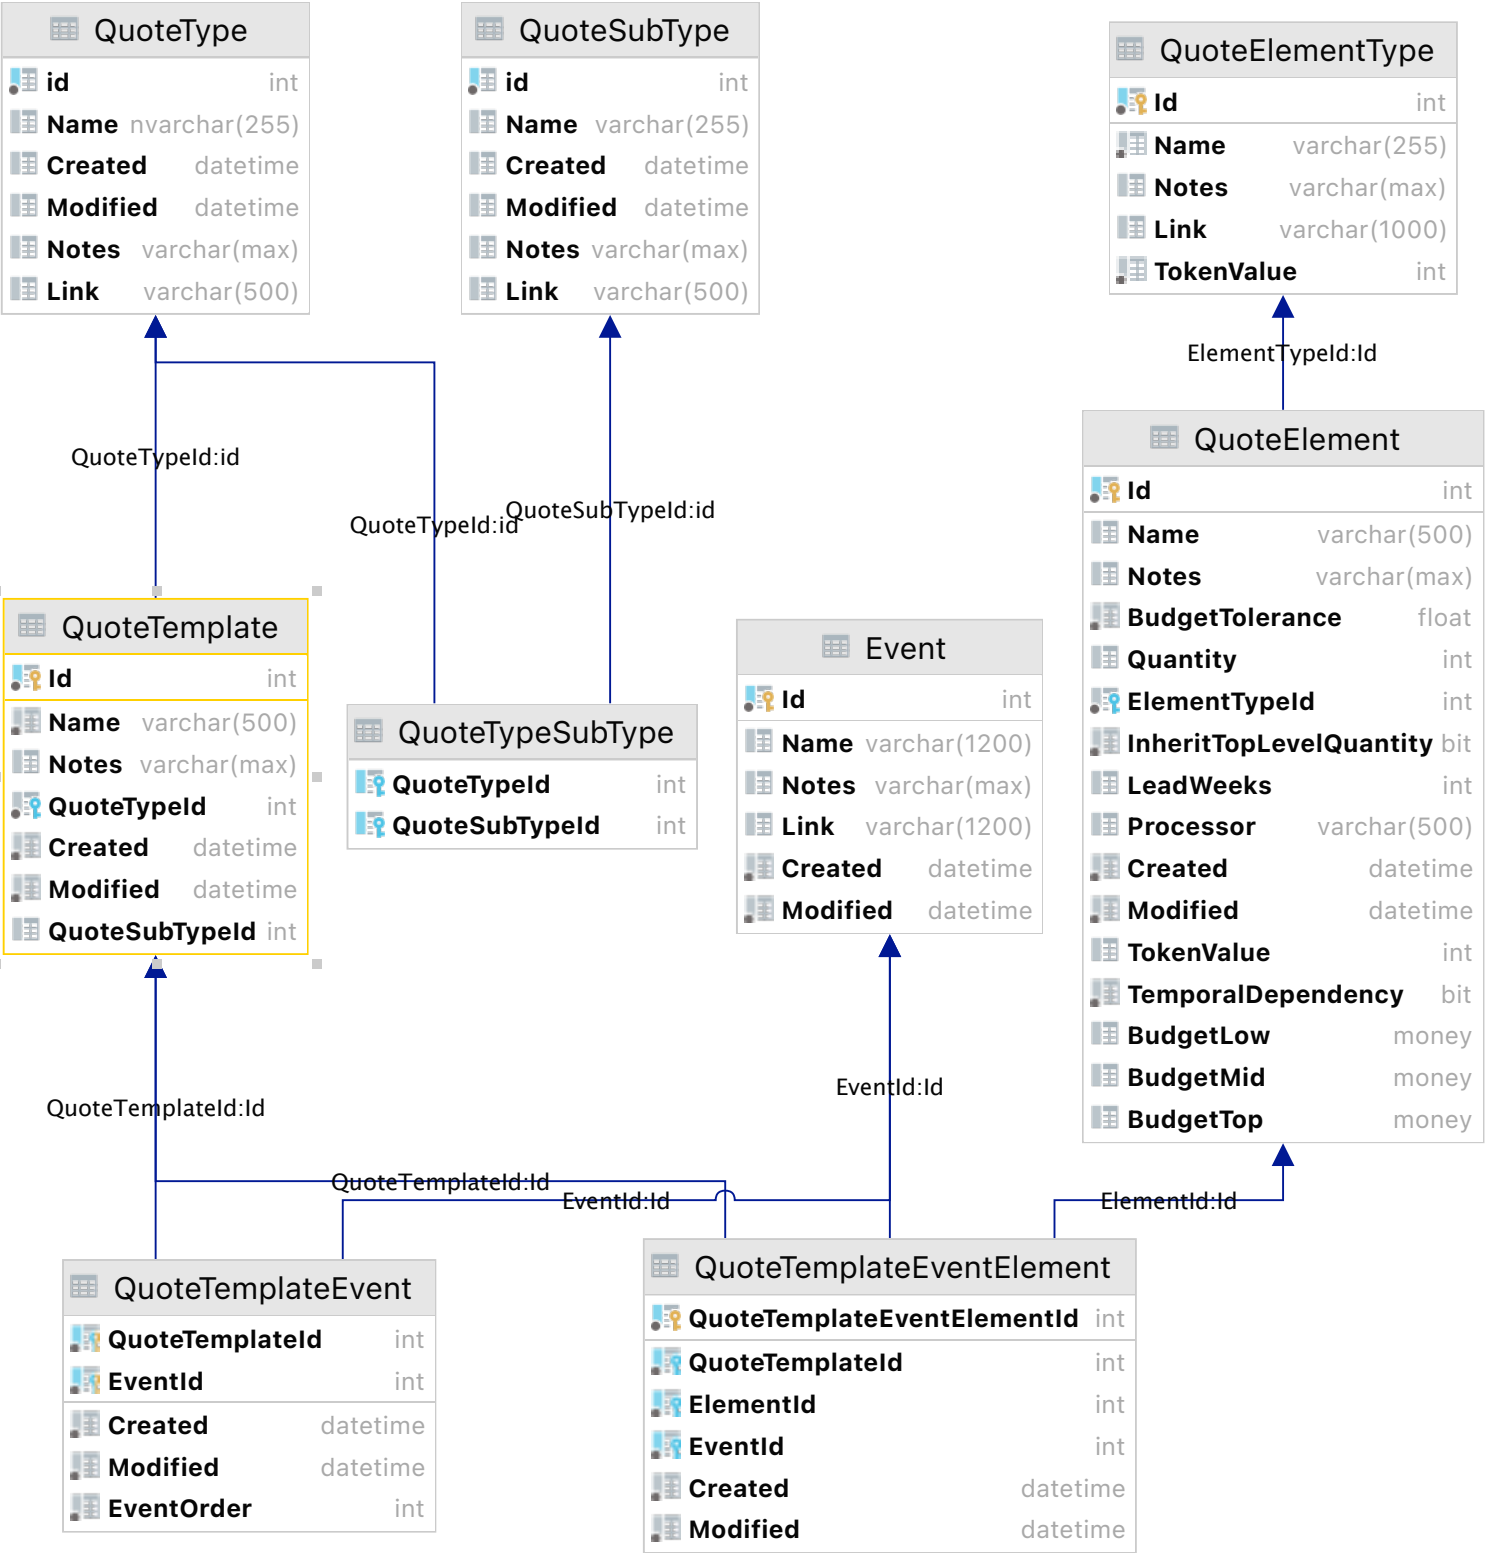 QuoteType
id int
Name nvarchar(255)
Created datetime
Modified datetime
Notes varchar(max)
Link varchar(500)
QuoteSubType
id int
Name varchar(255)
Created datetime
Modified datetime
Notes varchar(max)
Link varchar(500)
QuoteElementType
Id int
Name varchar(255)
Notes varchar(max)
Link varchar(1000)
TokenValue int
ElementTypeId:Id
QuoteTypeId:id
QuoteTypeId:id
QuoteSubTypeId:id
QuoteElement
Id int
Name varchar(500)
Notes varchar(max)
BudgetTolerance float
Quantity int
ElementTypeId int
InheritTopLevelQuantity bit
LeadWeeks int
Processor varchar(500)
Created datetime
Modified datetime
TokenValue int
TemporalDependency bit
BudgetLow money
BudgetMid money
BudgetTop money
QuoteTemplate
Id int
Name varchar(500)
Notes varchar(max)
QuoteTypeId int
Created datetime
Modified datetime
QuoteSubTypeId int
QuoteTypeSubType
QuoteTypeId int
QuoteSubTypeId int
Event
Id int
Name varchar(1200)
Notes varchar(max)
Link varchar(1200)
Created datetime
Modified datetime
QuoteTemplateId:Id
EventId:Id
QuoteTemplateId:Id
EventId:Id
ElementId:Id
QuoteTemplateEvent
QuoteTemplateId int
EventId int
Created datetime
Modified datetime
EventOrder int
QuoteTemplateEventElement
QuoteTemplateEventElementId int
QuoteTemplateId int
ElementId int
EventId int
Created datetime
Modified datetime